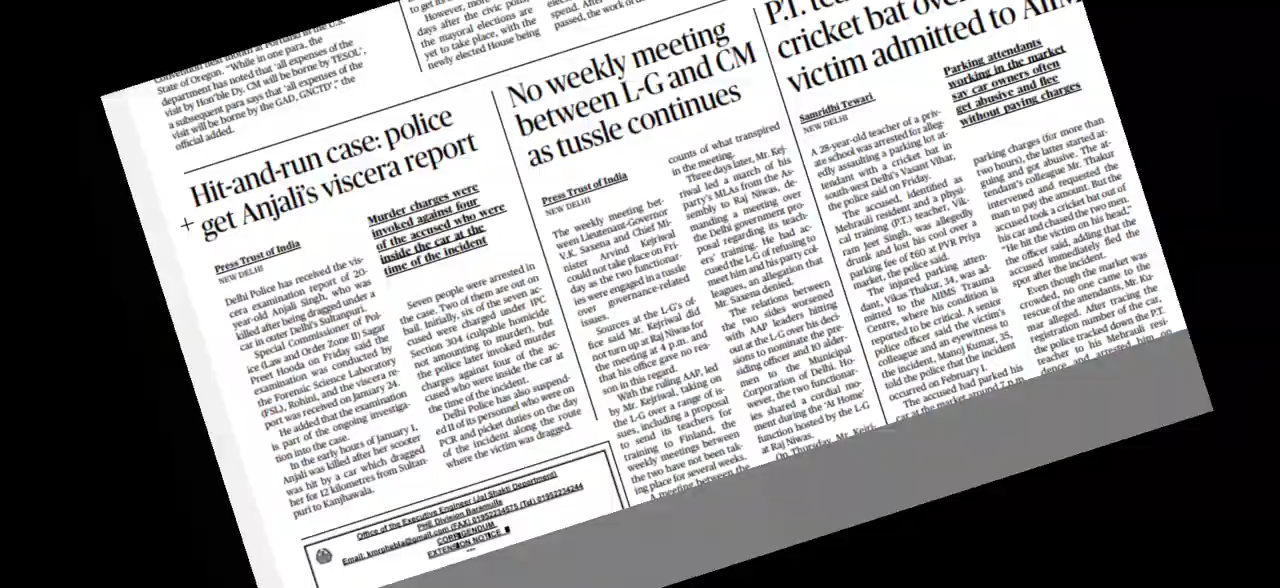 Convention next month at Portland in the U.S.
State of Oregon. "While in one para, the
department has noted that 'all expenses of the
visit by Hon'ble Dy. CM will be borne by TESOL',
a subsequent para says that 'all expenses of the
visit will be borne by the GAD, GNCTD'," the
official added.
However, more
days after the civic polls,
the mayoral elections are
yet to take place, with the
newly elected House being
spend. After
passed, the work of
Hit-and-run case: police
get Anjali's viscera report
Press Trust of India
NEW DELHI
Murder charges were
invoked against four
of the accused who were
inside the car at the
time of the incident
Delhi Police has received the vis-
cera examination report of 20-
year-old Anjali Singh, who was
killed after being dragged under a
car in outer Delhi's Sultanpuri.
Special Commissioner of Pol-
ice (Law and Order Zone II) Sagar
Preet Hooda on Friday said the
examination was conducted by
the Forensic Science Laboratory
(FSL), Rohini, and the viscera re-
port was received on January 24.
He added that the examination
is part of the ongoing investiga-
tion into the case.
In the early hours of January 1,
Anjali was killed after her scooter
was hit by a car which dragged
her for 12 kilometres from Sultan-
puri to Kanjhawala.
Seven people were arrested in
the case. Two of them are out on
bail. Initially, six of the seven ac-
cused were charged under IPC
Section 304 (culpable homicide
not amounting to murder), but
the police later invoked murder
charges against four of the ac-
cused who were inside the car at
the time of the incident.
Delhi Police has also suspend-
ed 11 of its personnel who were on
PCR and picket duties on the day
of the incident along the route
where the victim was dragged.
Office of the Executive Engineer (Jal Shakti Department)
PHE Division Baramulla
CORRIGENDUM
EXTENSION NOTICE
No weekly meeting
between L-G and CM
as tussle continues
Press Trust of India
NEW DELHI
The weekly meeting bet-
ween Lieutenant-Governor
V.K. Saxena and Chief Mi-
nister Arvind Kejriwal
could not take place on Fri-
day as the two functionar-
ies were engaged in a tussle
over governance-related
issues.
Sources at the L-G's of-
fice said Mr. Kejriwal did
not turn up at Raj Niwas for
the meeting at 4 p.m. and
that his office gave no rea-
son in this regard.
With the ruling AAP, led
by Mr. Kejriwal, taking on
the L-G over a range of is-
sues, including a proposal
to send its teachers for
training to Finland, the
weekly meetings between
the two have not been tak-
ing place for several weeks.
A meeting between the
counts of what transpired
in the meeting.
Three days later, Mr. Kej-
riwal led a march of his
party's MLAs from the As-
sembly to Raj Niwas, de-
manding a meeting over
the Delhi government pro-
posal regarding its teach-
ers' training. He had ac-
cused the L-G of refusing to
meet him and his party col-
leagues, an allegation that
Mr. Saxena denied.
The relations between
the two sides worsened
with AAP leaders hitting
out at the L-G over his deci-
sions to nominate the pre-
siding officer and 10 alder-
men to the Municipal
Corporation of Delhi. Ho-
wever, the two functionar-
ies shared a cordial mo-
ment during the 'At Home'
function hosted by the L-G
at Raj Niwas.
On Thursday, Mr. Kejri-
cricket bat
victim admitted to
Samridhi Tewari
NEW DELHI
Parking attendants
working in the market
say car owners often
get abusive and flee
without paying charges
A 28-year-old teacher of a priv-
ate school was arrested for alleg-
edly assaulting a parking lot at-
tendant with a cricket bat in
south-west Delhi's Vasant Vihar,
the police said on Friday.
The accused, identified as
Mehrauli resident and a physi-
cal training (P.T.) teacher, Vik-
ram Jeet Singh, was allegedly
drunk and lost his cool over a
parking fee of ₹60 at PVR Priya
market, the police said.
The injured parking atten-
dant, Vikas Thakur, 34, was ad-
mitted to the AIIMS Trauma
Centre, where his condition is
reported to be critical. A senior
police officer said the victim's
colleague and an eyewitness to
the incident, Manoj Kumar, 35,
told the police that the incident
occurred on February 1.
The accused had parked his
car at the market around 7 p.m.
parking charges (for more than
two hours), the latter started ar-
guing and got abusive. The at-
tendant's colleague Mr. Thakur
intervened and requested the
man to pay the amount. But the
accused took a cricket bat out of
his car and chased the two men.
"He hit the victim on his head,"
the officer said, adding that the
accused immediately fled the
spot after the incident.
Even though the market was
crowded, no one came to the
rescue of the attendants, Mr. Ku-
mar alleged. After tracing the
registration number of the car,
the police tracked down the P.T.
teacher to his Mehrauli resi-
dence and arrested him